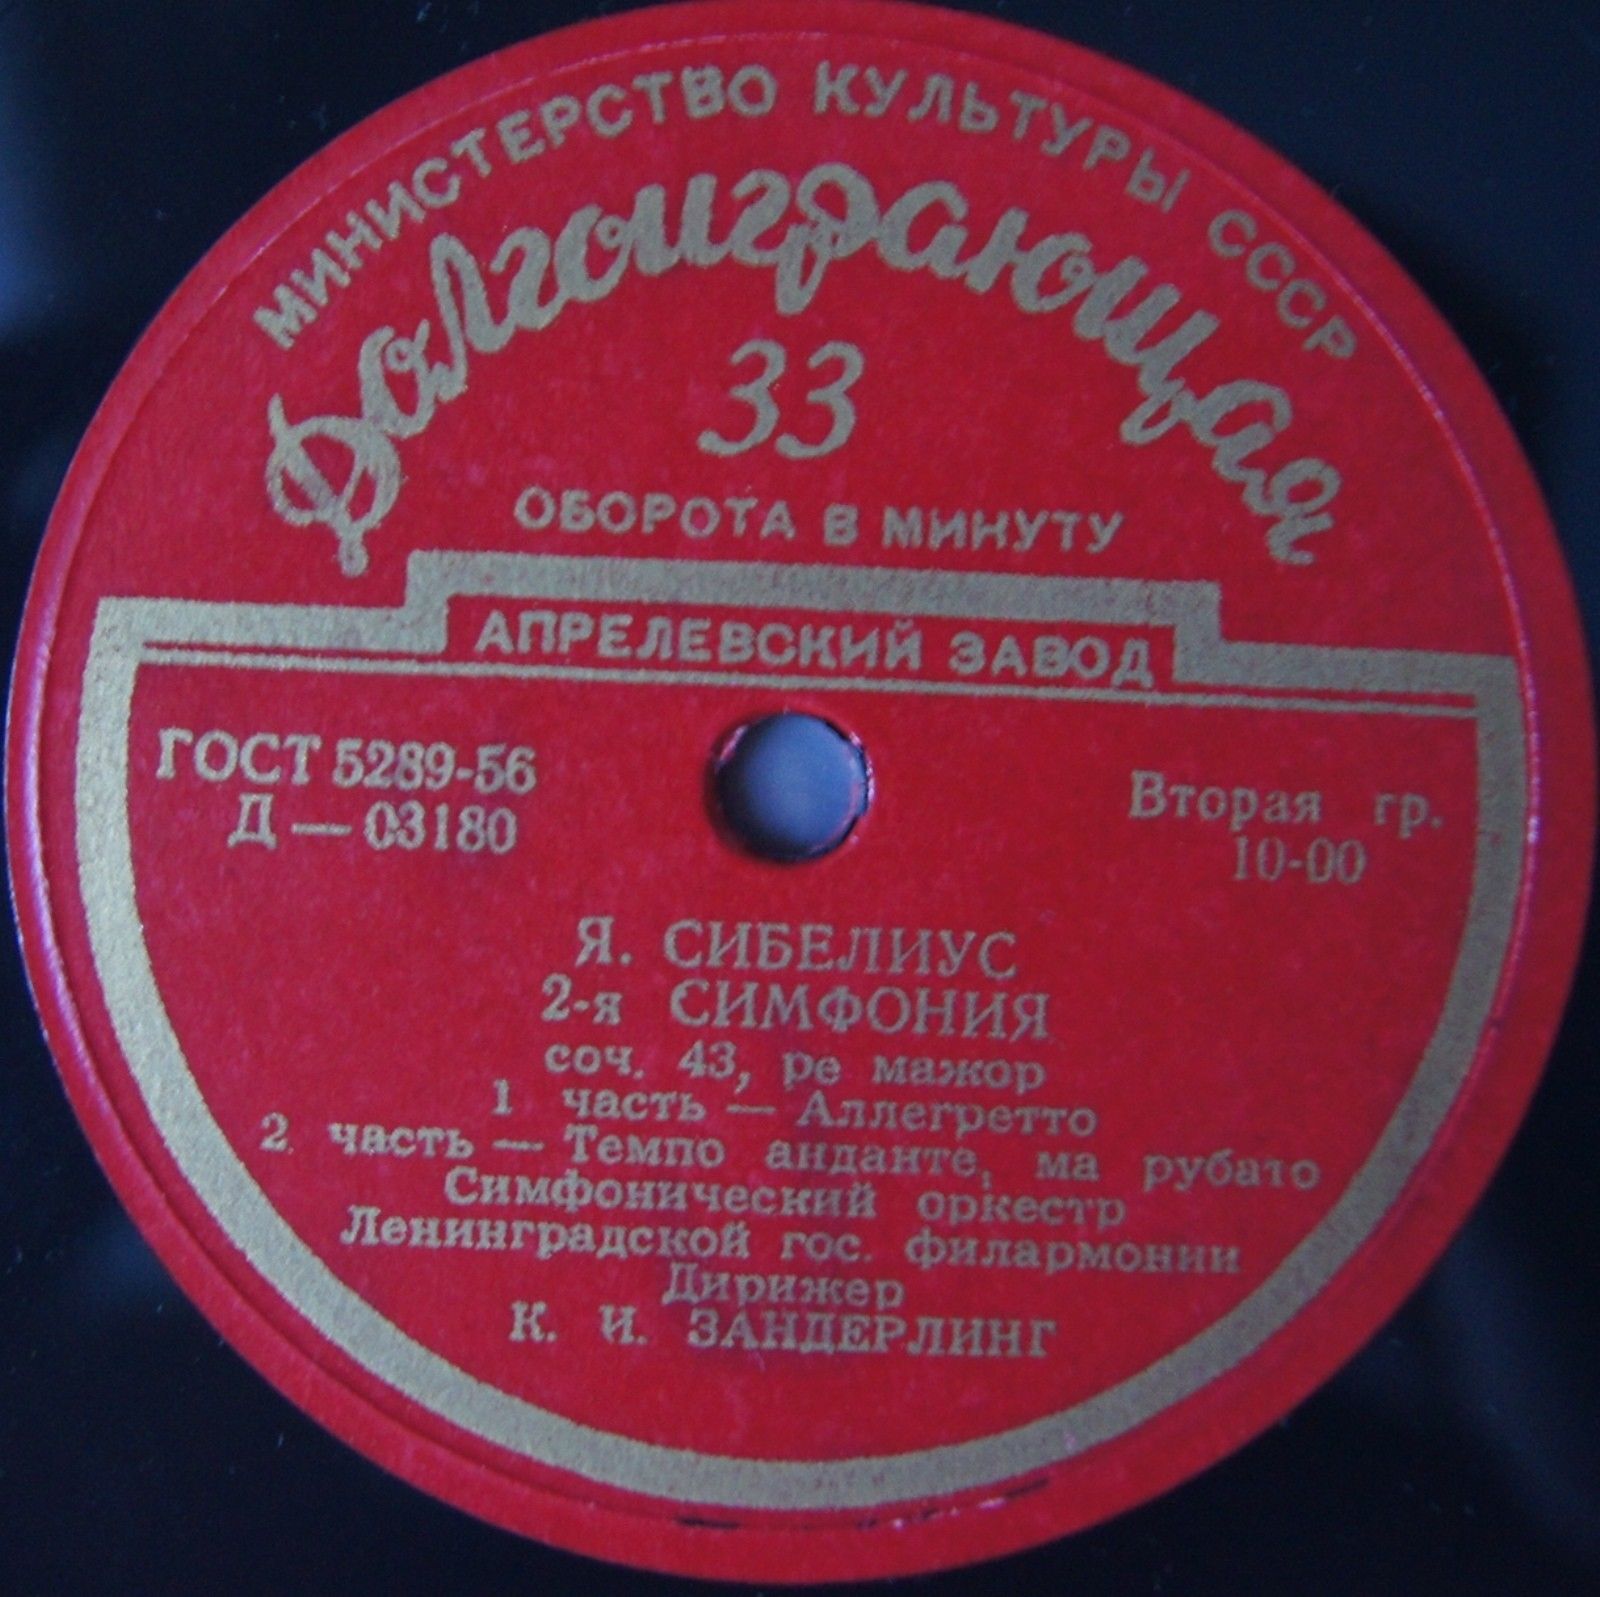 МИНИСТЕРСТВО КУЛЬТУРЫ СССР
Долгоиграющая
33
ОБОРОТА В МИНУТУ
АПРЕЛЕВСКИЙ ЗАВОД
ГОСТ 5289-56
Д — 03180
Вторая гр.
10-00
Я. СИБЕЛИУС
2-я СИМФОНИЯ
соч. 43, ре мажор
1 часть — Аллегретто
2. часть — Темпо анданте, ма рубато
Симфонический оркестр
Ленинградской гос. филармонии
Дирижер
К. И. ЗАНДЕРЛИНГ